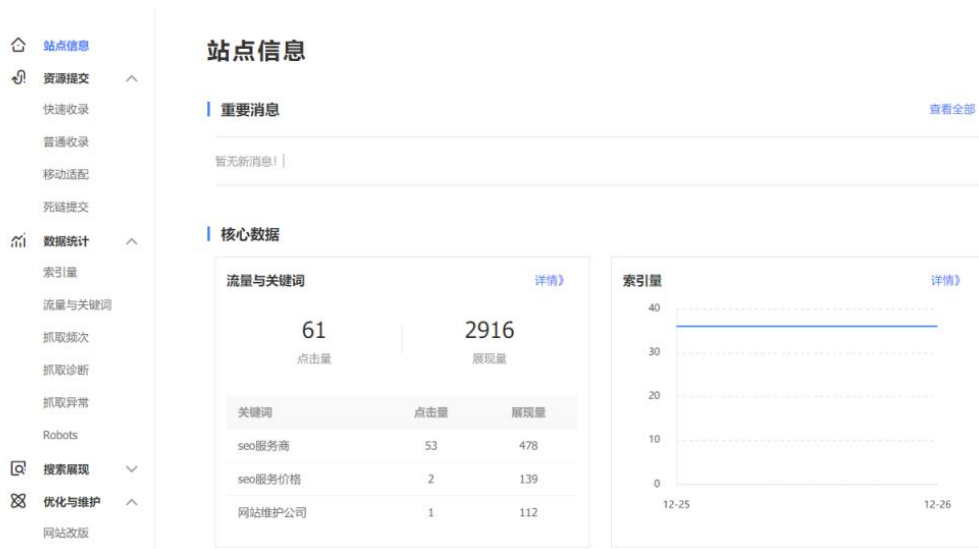 站点信息
资源提交
快速收录
普通收录
移动适配
死链提交
数据统计
索引量
流量与关键词
抓取频次
抓取诊断
抓取异常
Robots
搜索展现
优化与维护
网站改版
站点信息
重要消息 查看全部
暂无新消息!
核心数据
流量与关键词 详情》
61 2916
点击量 展现量
关键词 点击量 展现量
seo服务商 53 478
seo服务价格 2 139
网站维护公司 1 112
索引量 详情》
40
30
20
10
0
12-25 12-26